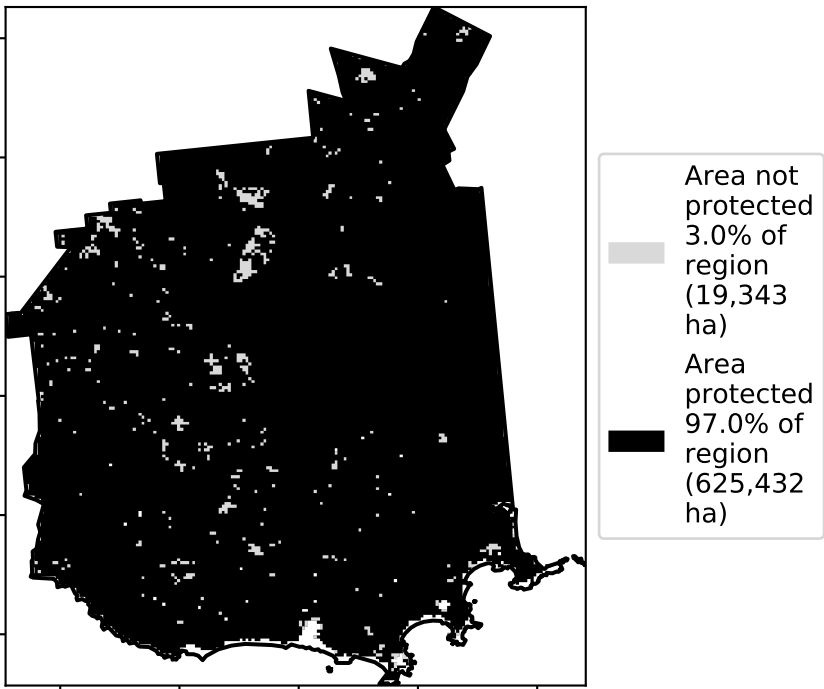 Area not
protected
3.0% of
region
(19,343
ha)
Area
protected
97.0% of
region
(625,432
ha)